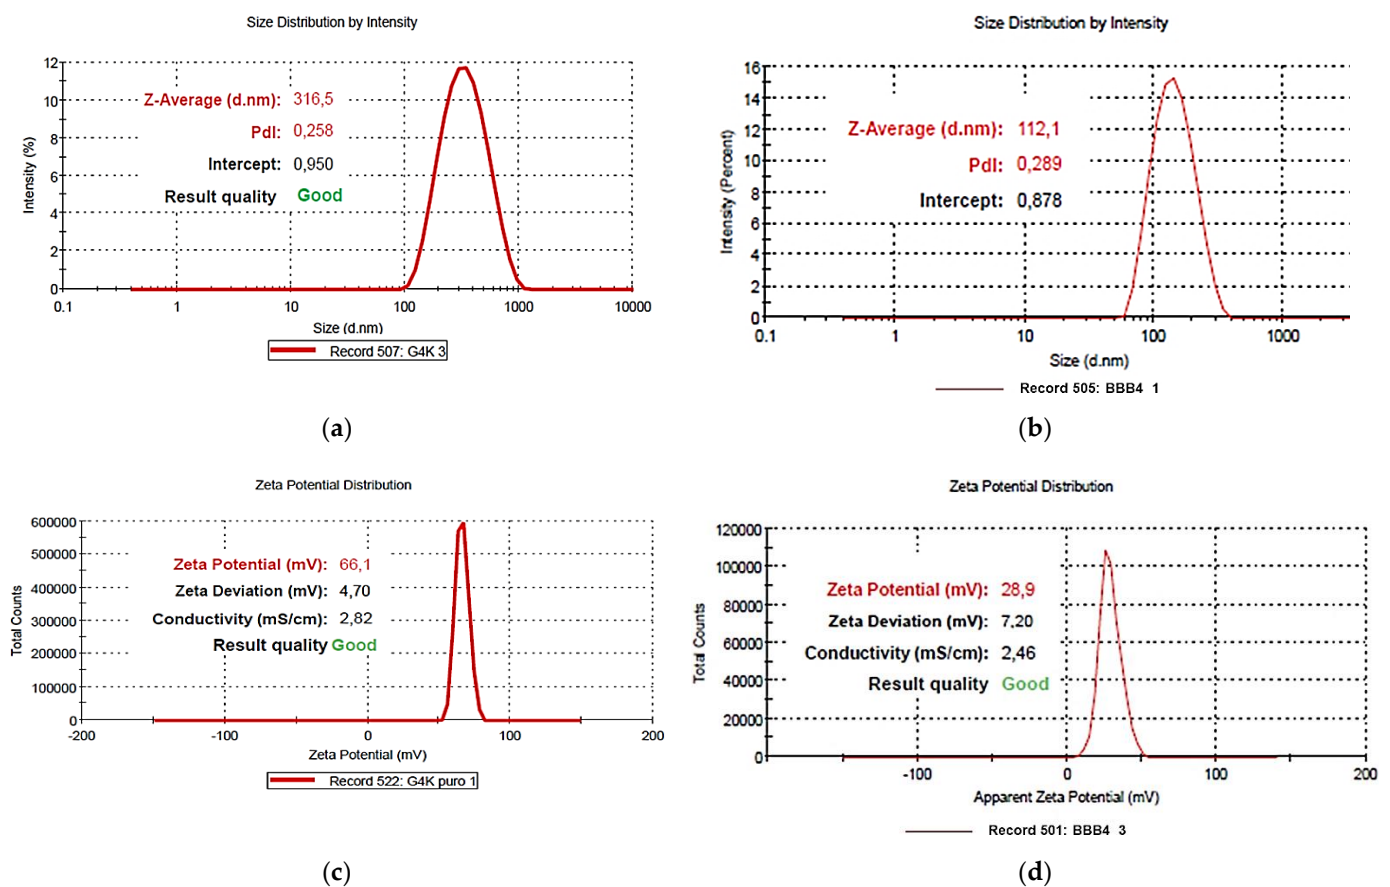 Size Distribution by Intensity
12
10
8
6
4
2
0
Intensity (%)
Z-Average (d.nm): 316,5
PdI: 0,258
Intercept: 0,950
Result quality Good
0.1 1 10 100 1000 10000
Size (d.nm)
Record 507: G4K 3
(a)
Size Distribution by Intensity
16
14
12
10
8
6
4
2
0
Intensity (Percent)
Z-Average (d.nm): 112,1
PdI: 0,289
Intercept: 0,878
0.1 1 10 100 1000
Size (d.nm)
Record 505: BBB4 1
(b)
Zeta Potential Distribution
600000
500000
400000
300000
200000
100000
0
Total Counts
Zeta Potential (mV): 66,1
Zeta Deviation (mV): 4,70
Conductivity (mS/cm): 2,82
Result quality Good
-200 -100 0 100 200
Zeta Potential (mV)
Record 522: G4K puro 1
(c)
Zeta Potential Distribution
120000
100000
80000
60000
40000
20000
0
Total Counts
Zeta Potential (mV): 28,9
Zeta Deviation (mV): 7,20
Conductivity (mS/cm): 2,46
Result quality Good
-100 0 100 200
Apparent Zeta Potential (mV)
Record 501: BBB4 3
(d)